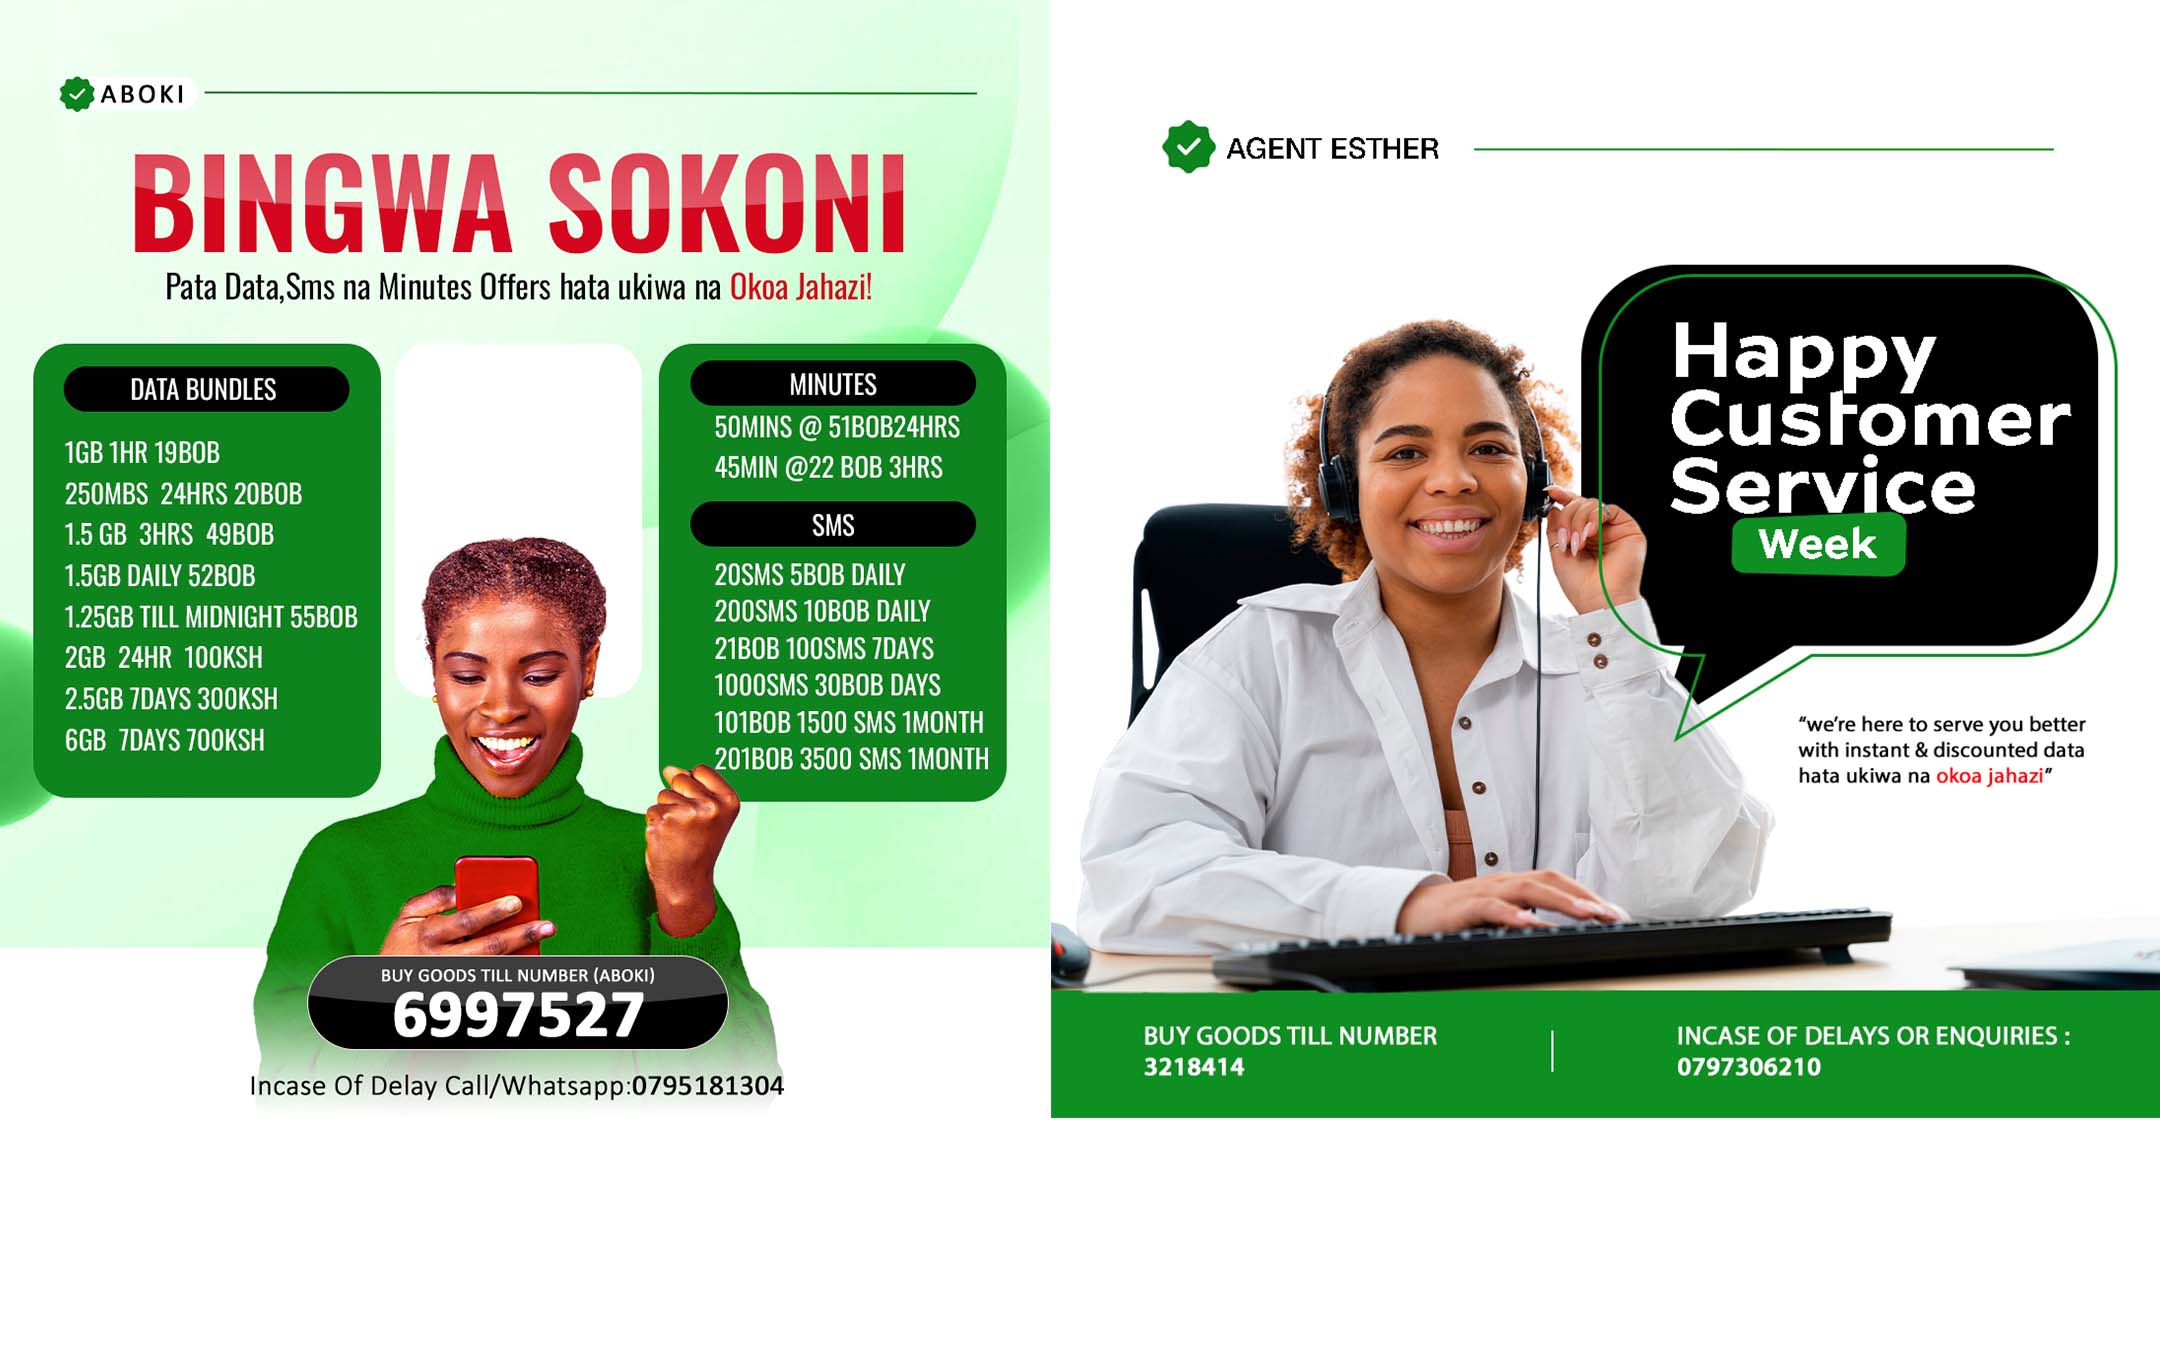 ABOKI
BINGWA SOKONI
Pata Data,Sms na Minutes Offers hata ukiwa na Okoa Jahazi!
DATA BUNDLES
1GB 1HR 19BOB
250MBS 24HRS 20BOB
1.5 GB 3HRS 49BOB
1.5GB DAILY 52BOB
1.25GB TILL MIDNIGHT 55BOB
2GB 24HR 100KSH
2.5GB 7DAYS 300KSH
6GB 7DAYS 700KSH
MINUTES
50MINS @ 51BOB24HRS
45MIN @22 BOB 3HRS
SMS
20SMS 5BOB DAILY
200SMS 10BOB DAILY
21BOB 100SMS 7DAYS
1000SMS 30BOB DAYS
101BOB 1500 SMS 1MONTH
201BOB 3500 SMS 1MONTH
BUY GOODS TILL NUMBER (ABOKI)
6997527
Incase Of Delay Call/Whatsapp:0795181304
AGENT ESTHER
Happy
Customer
Service
Week
“we’re here to serve you better
with instant & discounted data
hata ukiwa na okoa jahazi”
BUY GOODS TILL NUMBER
3218414
INCASE OF DELAYS OR ENQUIRIES :
0797306210